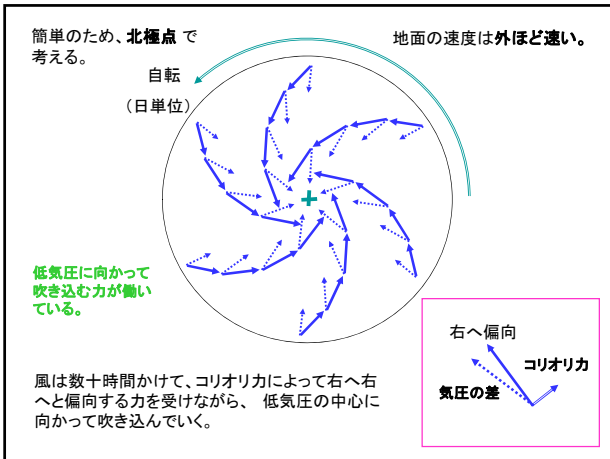 簡単のため、北極点 で
考える。
地面の速度は外ほど速い。
自転
（日単位）
低気圧に向かって
吹き込む力が働い
ている。
右へ偏向
コリオリカ
気圧の差
風は数十時間かけて、コリオリカによって右へ右
へと偏向する力を受けながら、 低気圧の中心に
向かって吹き込んでいく。